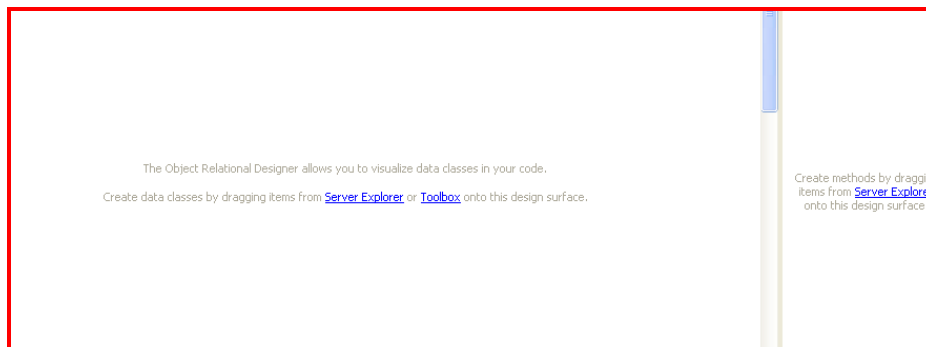 The Object Relational Designer allows you to visualize data classes in your code.
Create data classes by dragging items from Server Explorer or Toolbox onto this design surface.
Create methods by draggi
items from Server Explore
onto this design surface